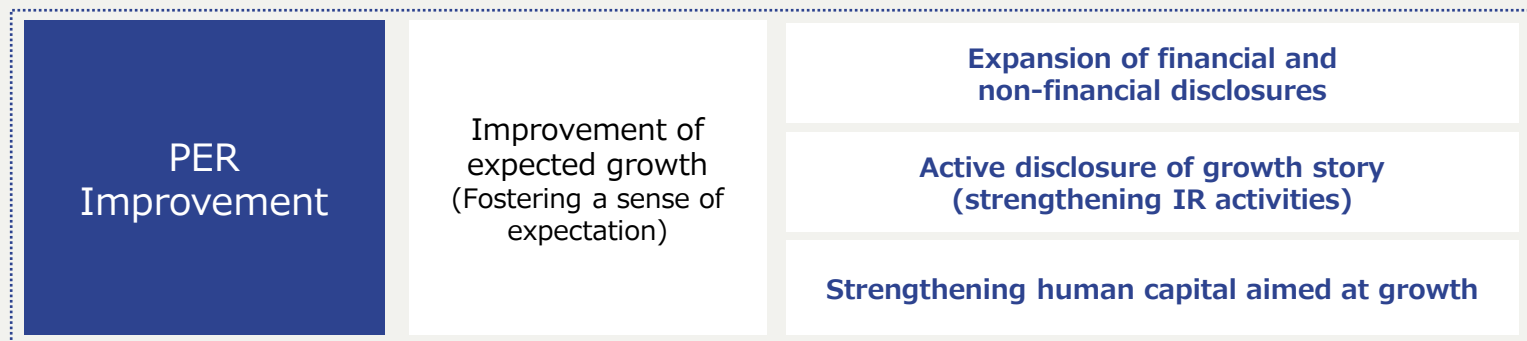 PER
Improvement
Improvement of
expected growth
(Fostering a sense of
expectation)
Expansion of financial and
non-financial disclosures
Active disclosure of growth story
(strengthening IR activities)
Strengthening human capital aimed at growth